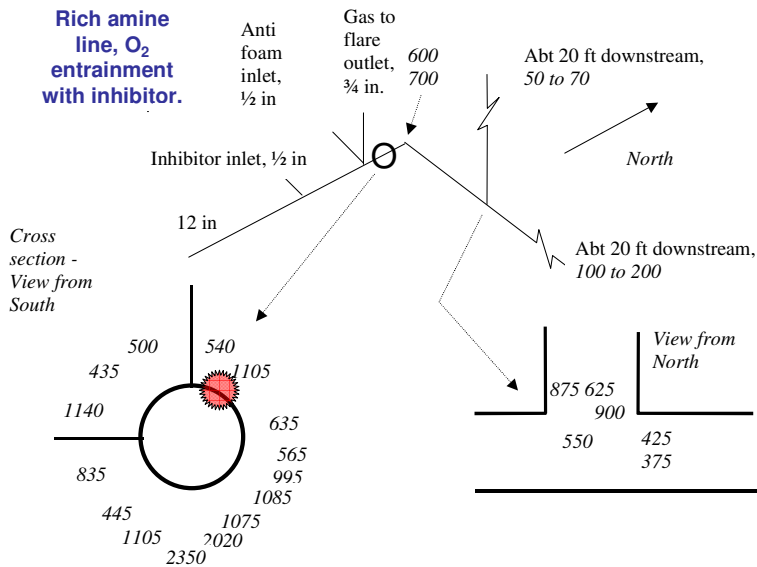 Rich amine
line, O2
entrainment
with inhibitor.
Anti
foam
inlet,
½ in
Gas to
flare
outlet,
¾ in.
600
700
Abt 20 ft downstream,
50 to 70
North
Inhibitor inlet, ½ in
12 in
Cross
section -
View from
South
Abt 20 ft downstream,
100 to 200
View from
North
500
540
435
1105
1140
635
565
835
995
1085
445
1075
1105
2020
2350
875 625
900
550
425
375